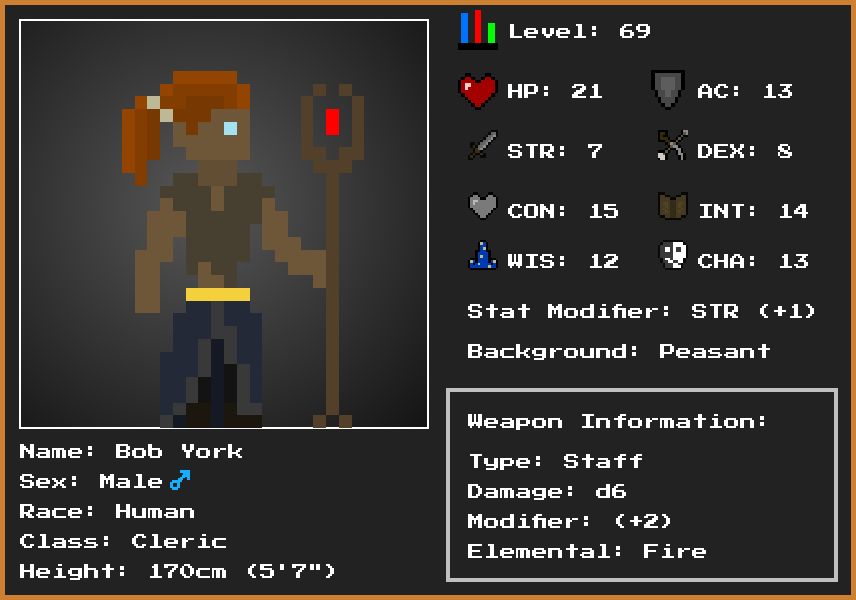 Level: 69
HP: 21 AC: 13
STR: 7 DEX: 8
CON: 15 INT: 14
WIS: 12 CHA: 13
Stat Modifier: STR (+1)
Background: Peasant
Weapon Information:
Type: Staff
Damage: d6
Modifier: (+2)
Elemental: Fire
Name: Bob York
Sex: Male♂
Race: Human
Class: Cleric
Height: 170cm (5'7")